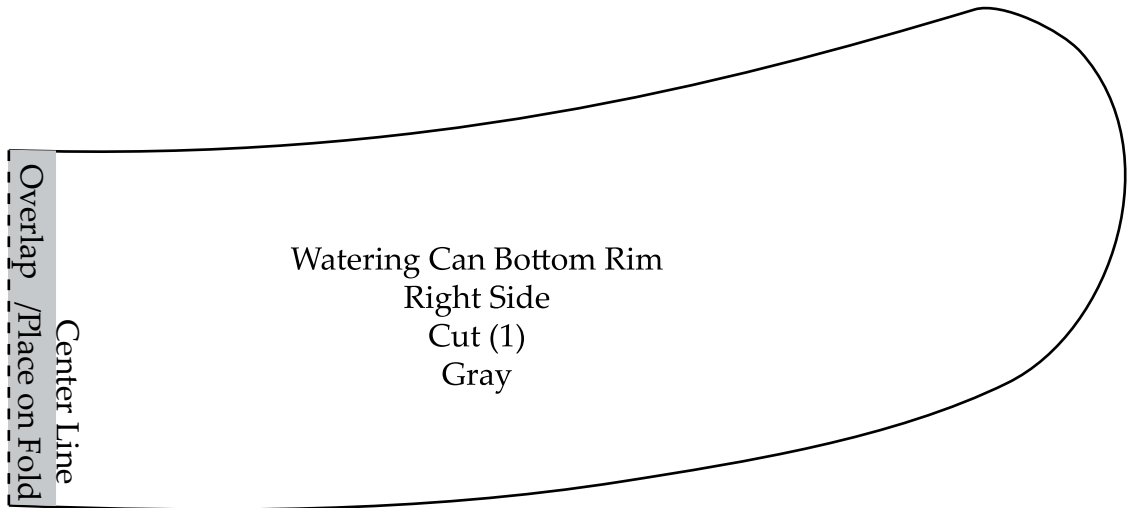 Overlap /Place on Fold
Center Line
Watering Can Bottom Rim
Right Side
Cut (1)
Gray